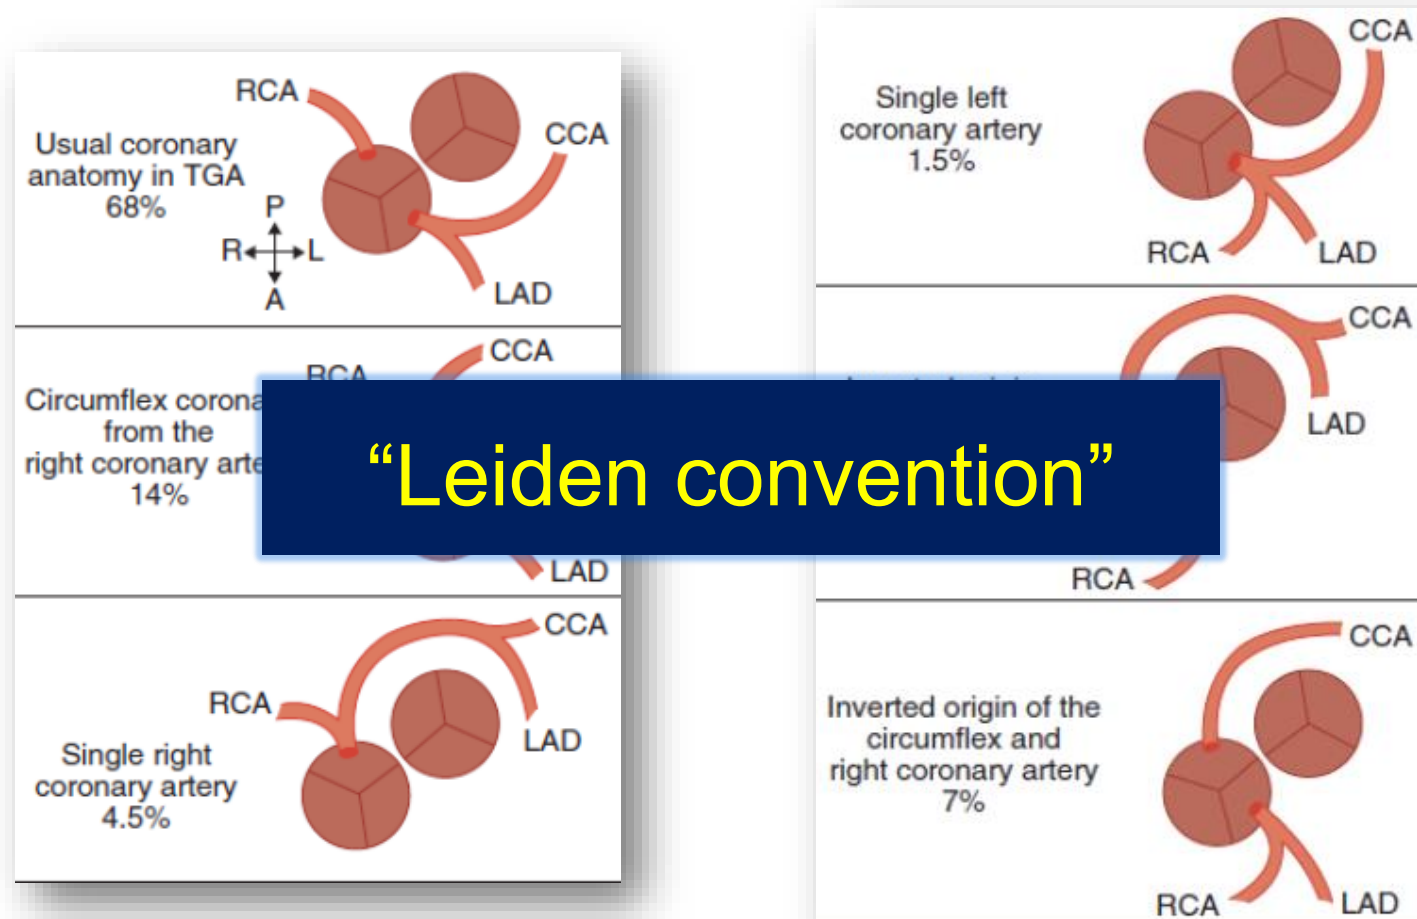 RCA
CCA
Usual coronary
anatomy in TGA
68%
P
R
L
A
LAD
CCA
RCA
Circumflex corona
from the
right coronary arte
14%
LAD
CCA
RCA
LAD
Single right
coronary artery
4.5%
“Leiden convention”
CCA
Single left
coronary artery
1.5%
RCA
LAD
CCA
LAD
RCA
CCA
Inverted origin of the
circumflex and
right coronary artery
7%
RCA
LAD